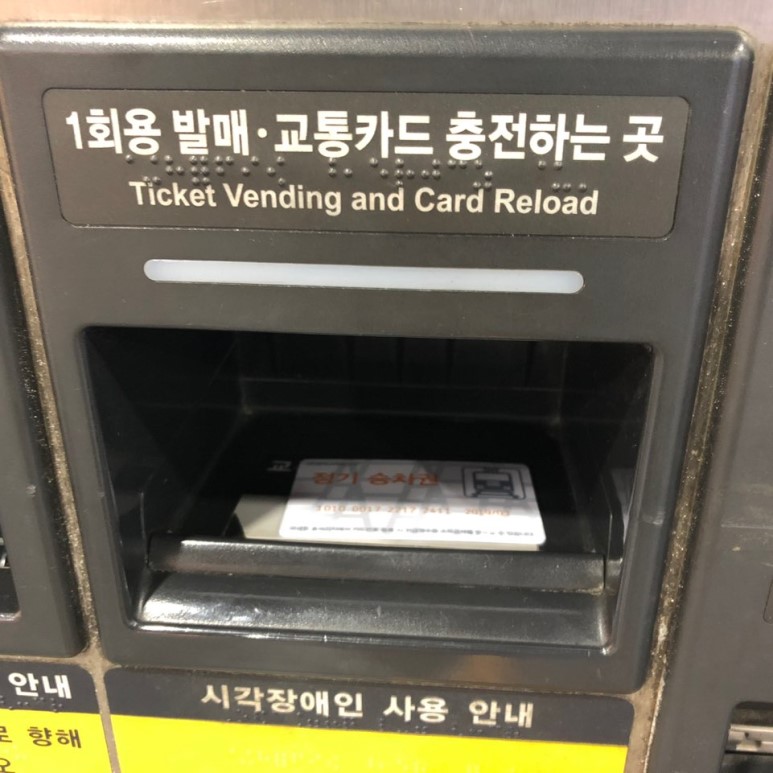 1회용 발매·교통카드 충전하는 곳
Ticket Vending and Card Reload
교
정기 승차권
안내
시각장애인 사용 안내
로 향해
오